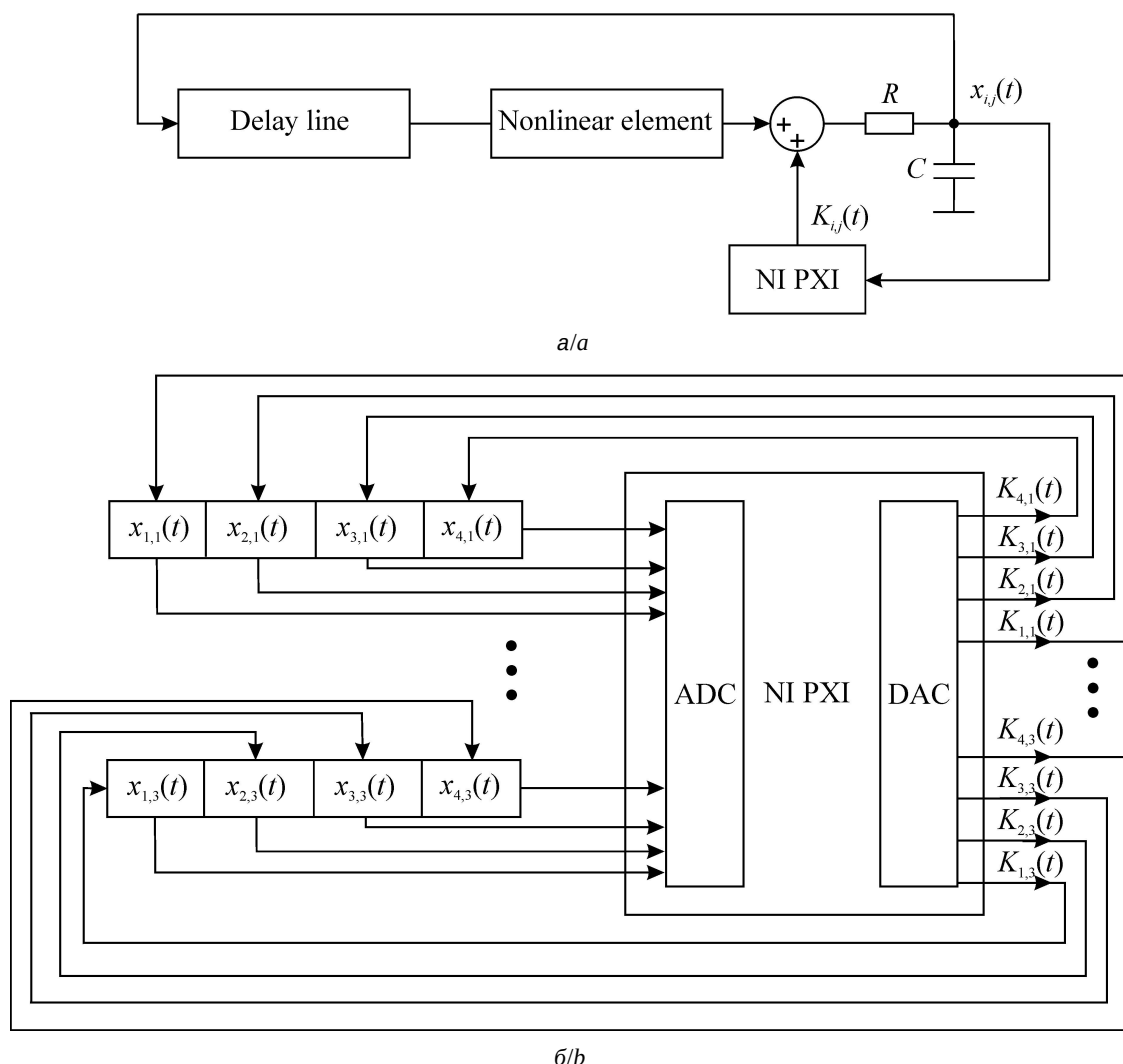 x_{i,j}(t)
R
Delay line
Nonlinear element
+
+
C
K_{i,j}(t)
NI PXI
а/a
K_{4,1}(t)
x_{1,1}(t) x_{2,1}(t) x_{3,1}(t) x_{4,1}(t)
K_{3,1}(t)
K_{2,1}(t)
K_{1,1}(t)
ADC NI PXI DAC
K_{4,3}(t)
x_{1,3}(t) x_{2,3}(t) x_{3,3}(t) x_{4,3}(t)
K_{3,3}(t)
K_{2,3}(t)
K_{1,3}(t)
б/b